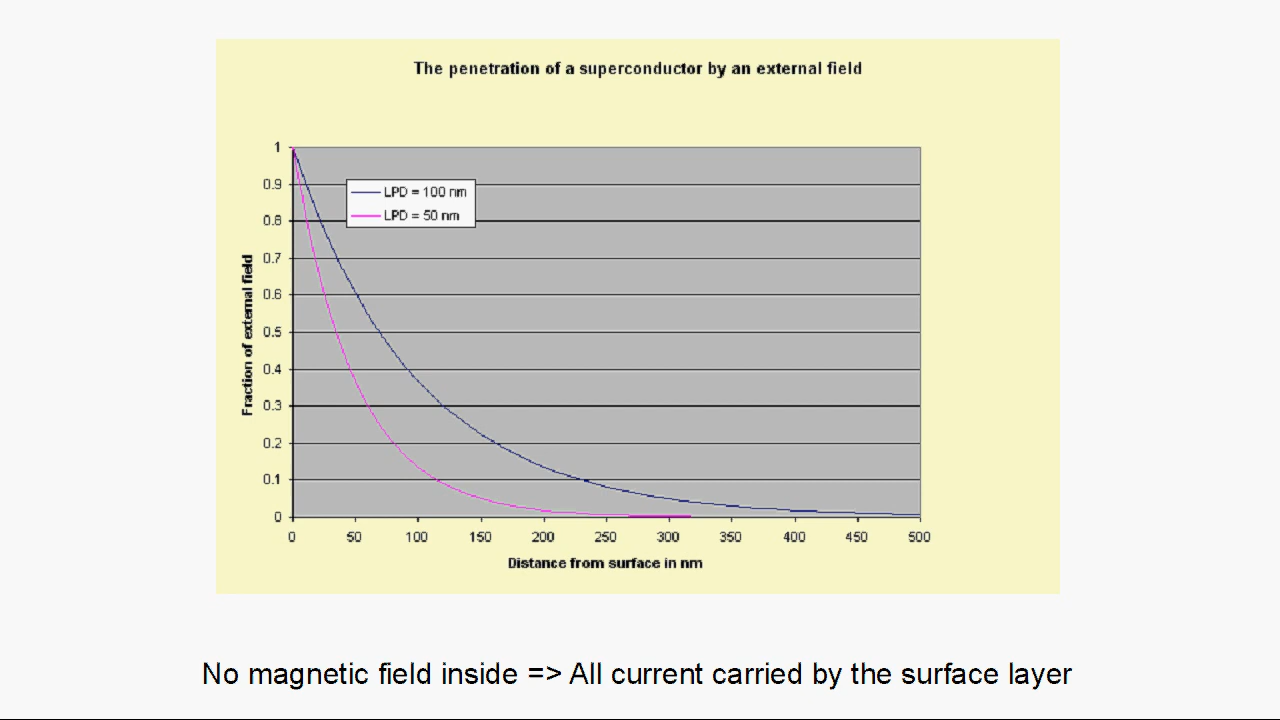 The penetration of a superconductor by an external field
1
0.9
0.8
0.7
0.6
0.5
0.4
0.3
0.2
0.1
0
LPD = 100 nm
LPD = 50 nm
Fraction of external field
0 50 100 150 200 250 300 350 400 450 500
Distance from surface in nm
No magnetic field inside => All current carried by the surface layer